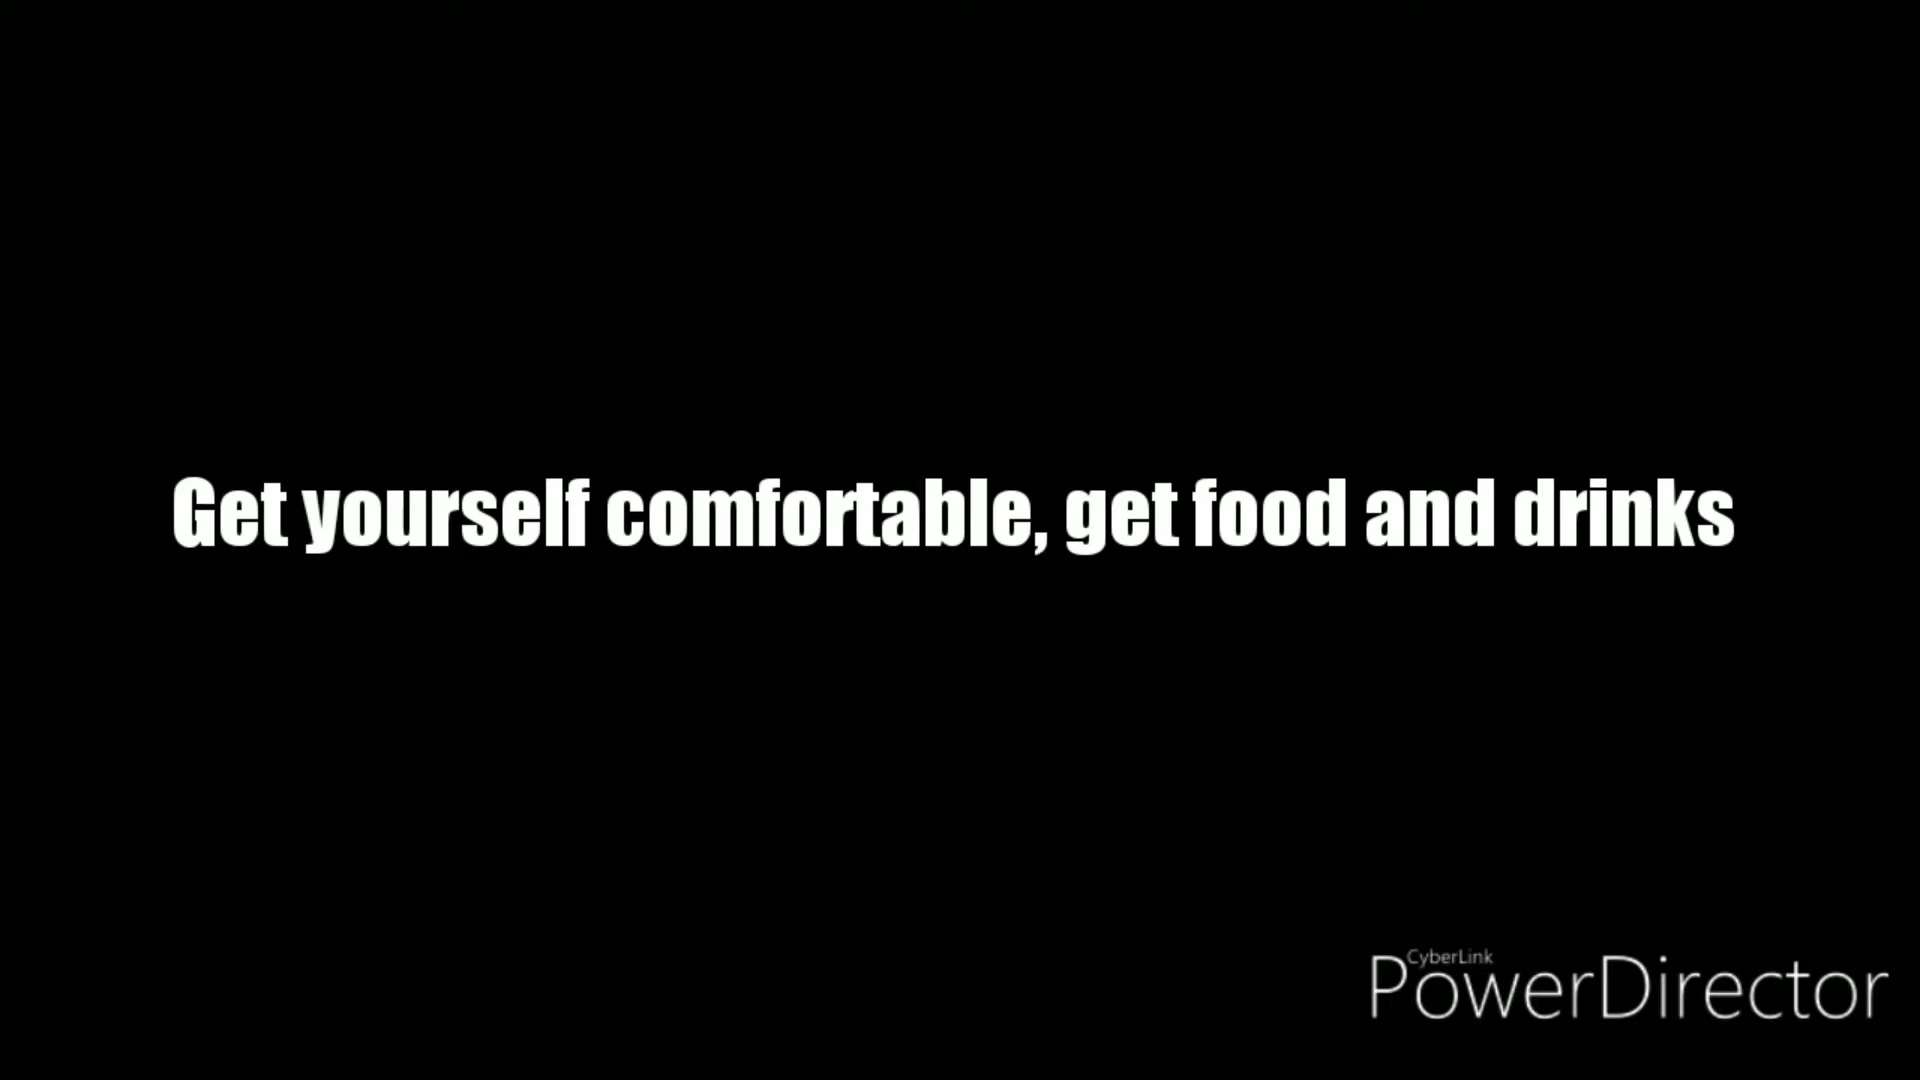 Get yourself comfortable, get food and drinks
CyberLink
PowerDirector